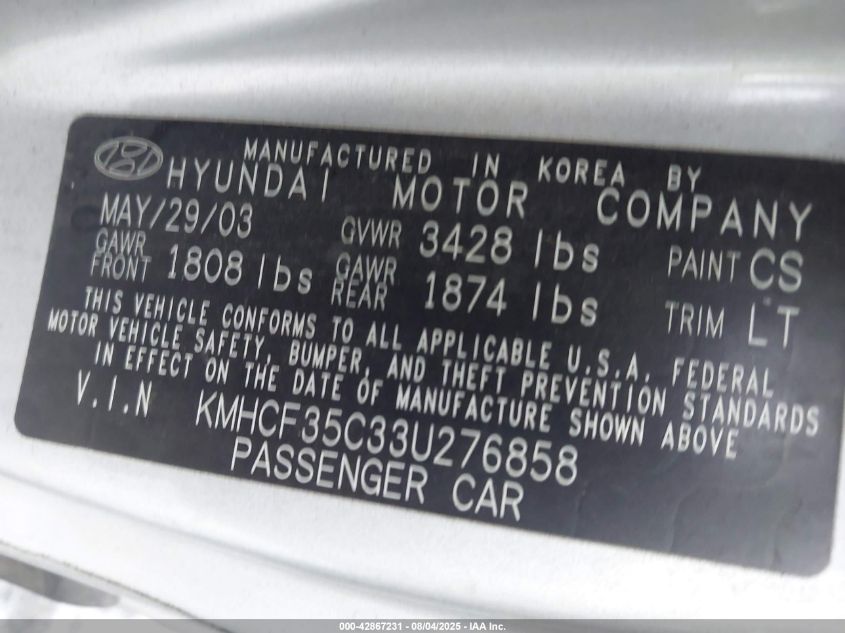 MANUFACTURED IN KOREA BY
HYUNDAI MOTOR COMPANY
MAY/29/03 GVWR 3428 lbs PAINT CS
GAWR FRONT 1808 lbs GAWR REAR 1874 lbs TRIM LT
THIS VEHICLE CONFORMS TO ALL APPLICABLE U.S.A. FEDERAL
MOTOR VEHICLE SAFETY, BUMPER, AND THEFT PREVENTION STANDARDS
IN EFFECT ON THE DATE OF MANUFACTURE SHOWN ABOVE
V.I.N KMHCF35C33U276858
PASSENGER CAR
000-42867231 - 08/04/2025 - IAA Inc.